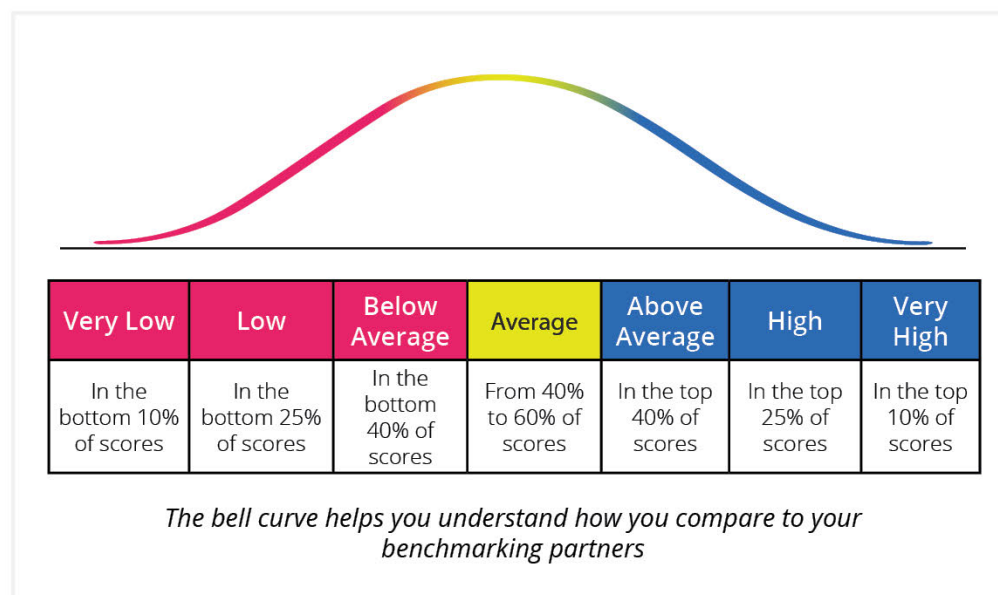 Very Low
Low
Below
Average
Average
Above
Average
High
Very
High
In the
bottom 10%
of scores
In the
bottom 25%
of scores
In the
bottom
40% of
scores
From 40%
to 60% of
scores
In the top
40% of
scores
In the top
25% of
scores
In the top
10% of
scores
The bell curve helps you understand how you compare to your
benchmarking partners